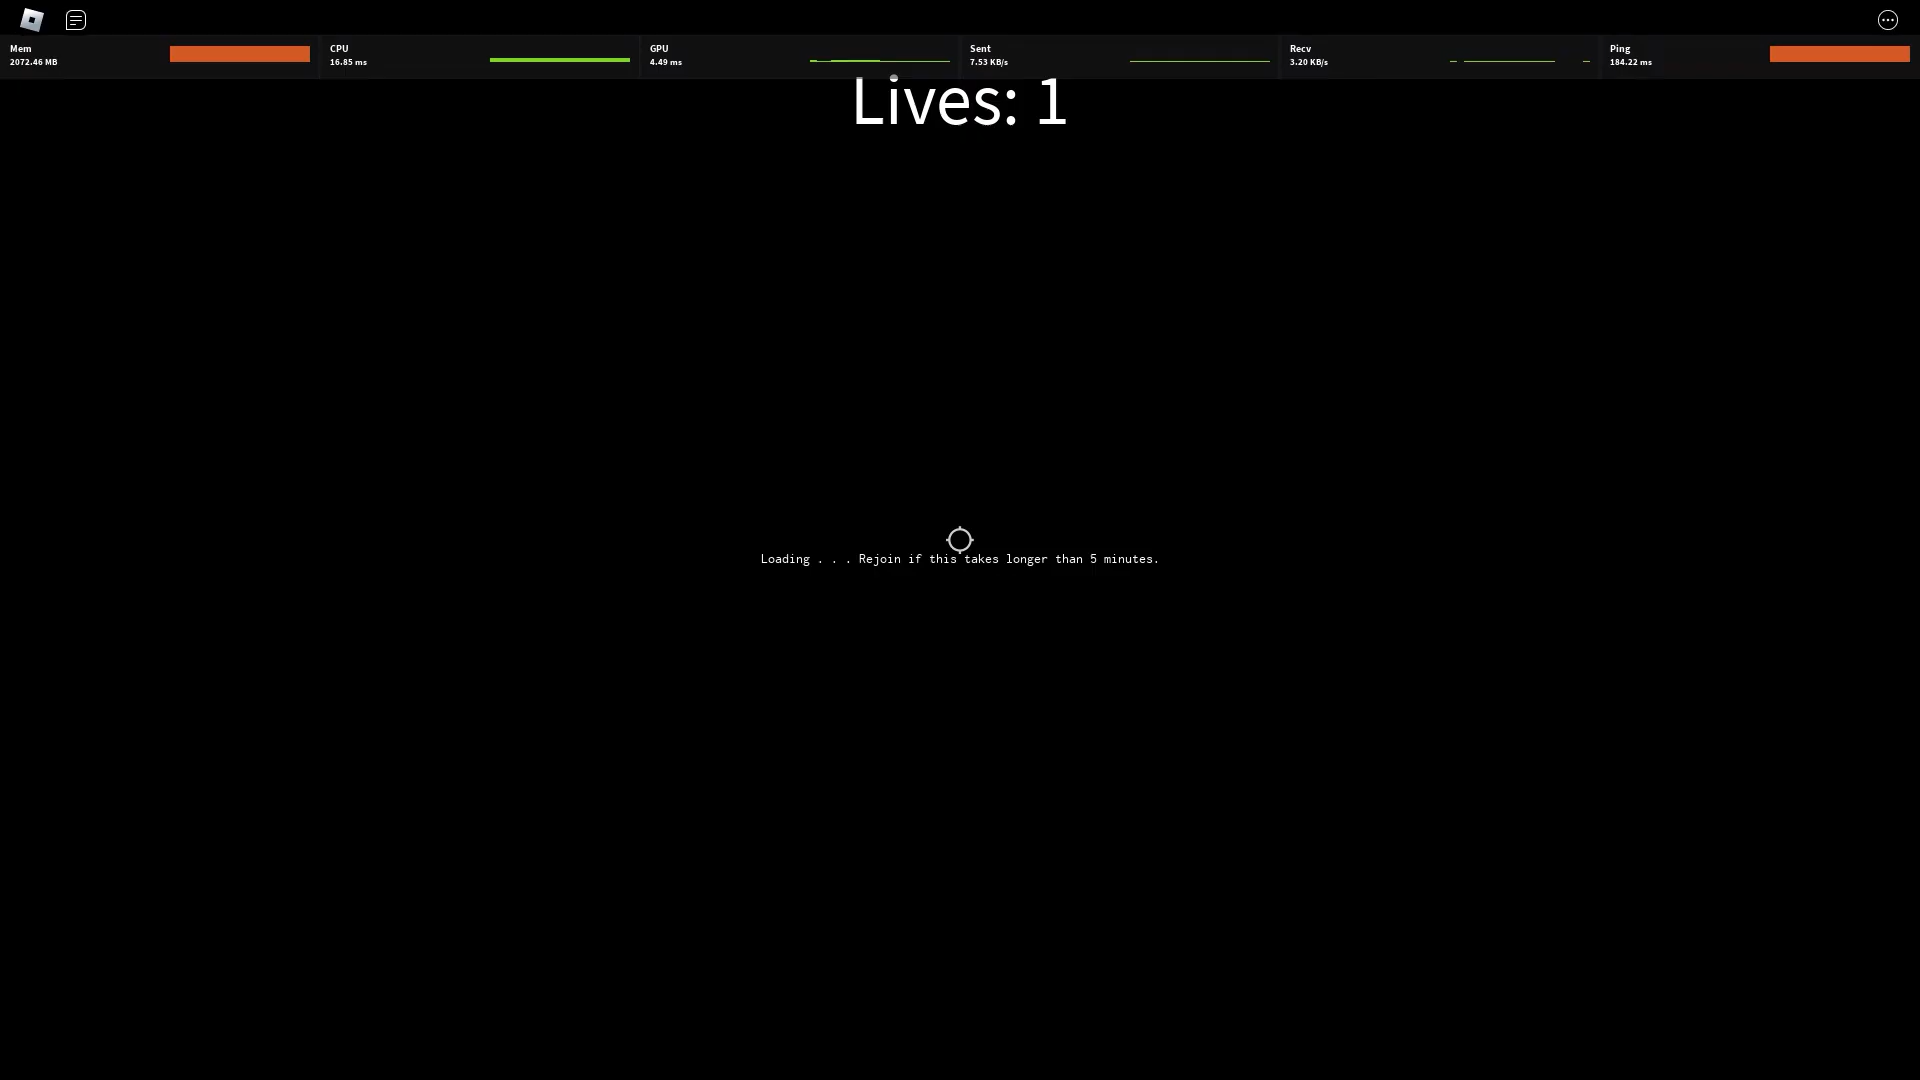 Mem
2072.46 MB
CPU
16.85 ms
GPU
4.49 ms
Sent
7.53 KB/s
Recv
3.20 KB/s
Ping
184.22 ms
Lives: 1
Loading . . . Rejoin if this takes longer than 5 minutes.